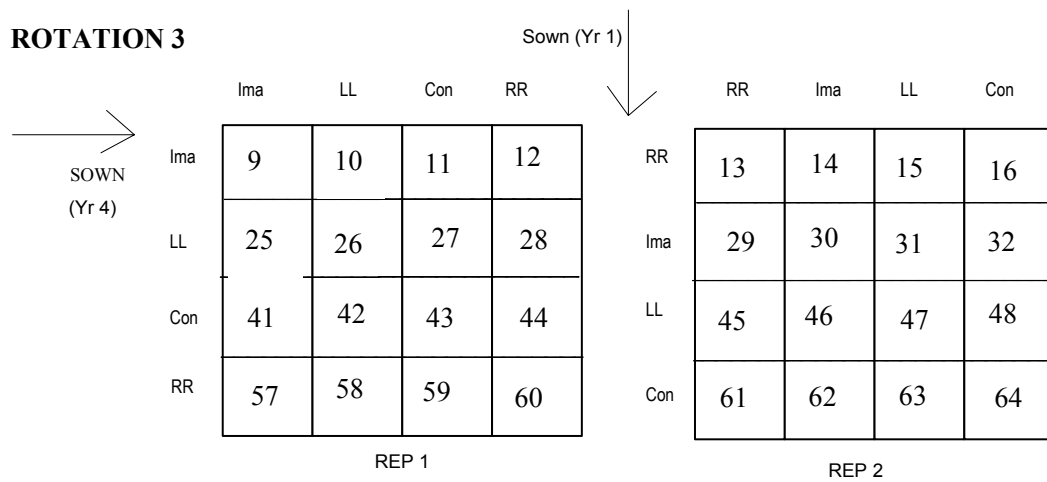 ROTATION 3
Sown (Yr 1)
Ima LL Con RR
RR Ima LL Con
SOWN
(Yr 4)
Ima 9 10 11 12
RR 13 14 15 16
LL 25 26 27 28
Ima 29 30 31 32
Con 41 42 43 44
LL 45 46 47 48
RR 57 58 59 60
Con 61 62 63 64
REP 1
REP 2